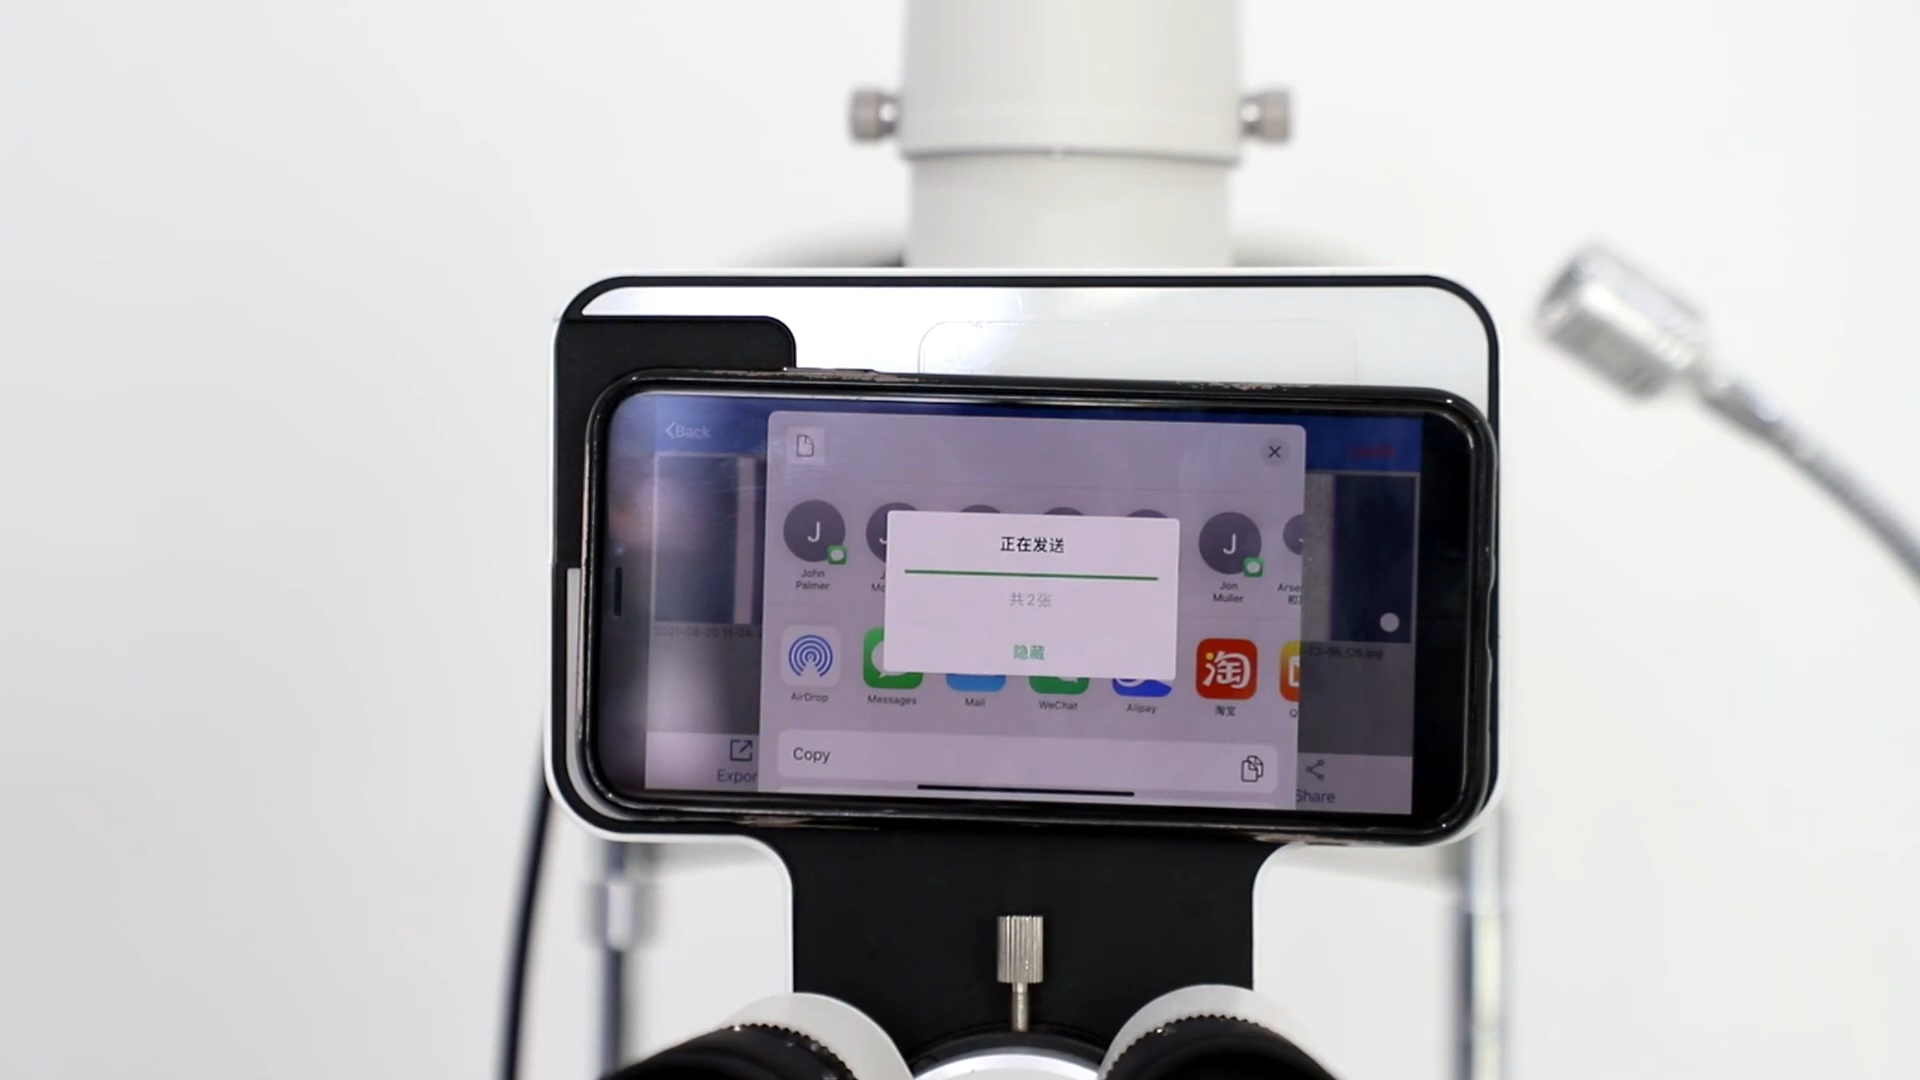 Back
J
J
John
Palmer
Jon
Muller
正在发送
共2张
隐藏
淘
AirDrop
Messages
Mail
WeChat
Alipay
淘宝
Copy
Share